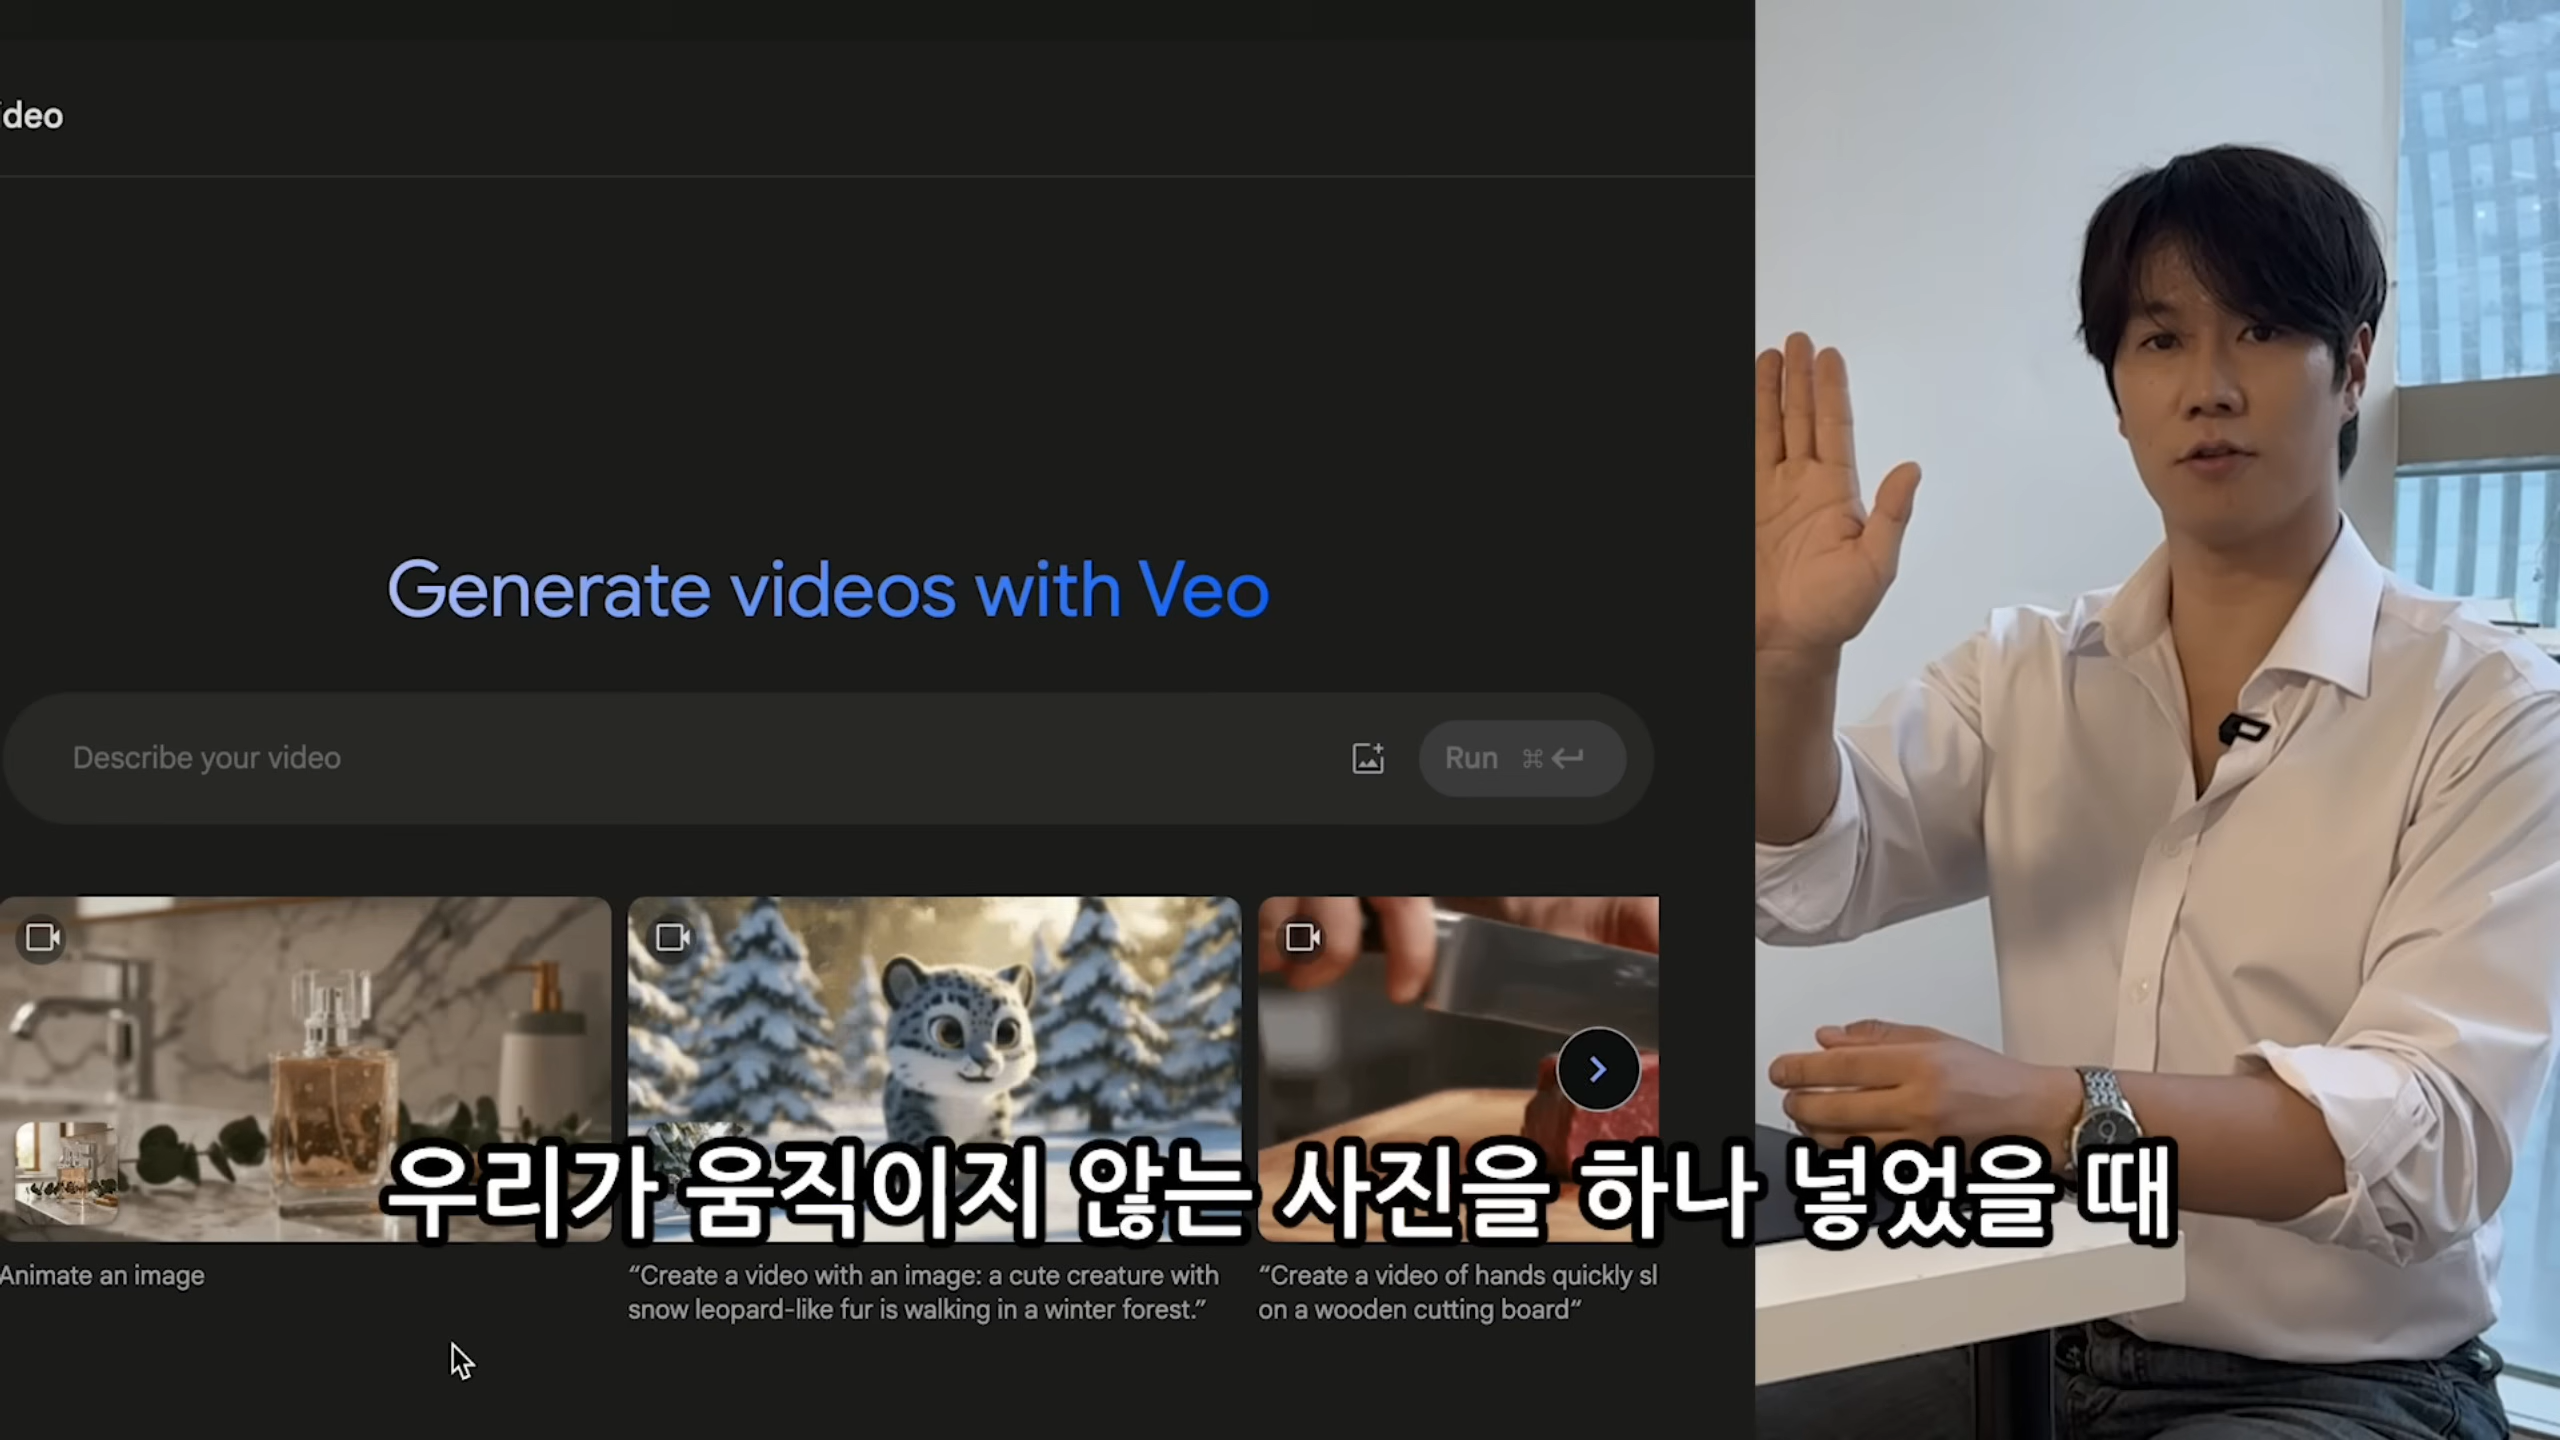 ideo
Generate videos with Veo
Describe your video
Run ⌘
우리가 움직이지 않는 사진을 하나 넣었을 때
Animate an image
“Create a video with an image: a cute creature with
snow leopard-like fur is walking in a winter forest.”
“Create a video of hands quickly sl
on a wooden cutting board“